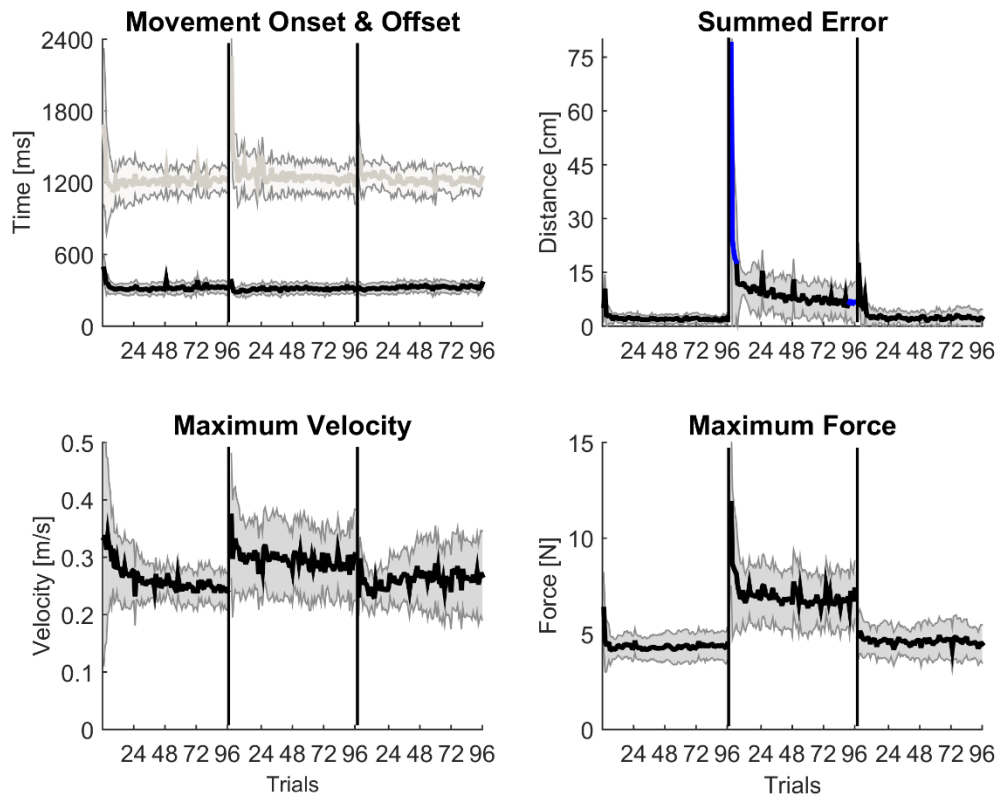 Movement Onset & Offset
2400
1800
1200
600
0
Time [ms]
24 48 72 96 24 48 72 96 24 48 72 96
Summed Error
75
60
45
30
15
0
Distance [cm]
24 48 72 96 24 48 72 96 24 48 72 96
Maximum Velocity
0.5
0.4
0.3
0.2
0.1
0
Velocity [m/s]
24 48 72 96 24 48 72 96 24 48 72 96
Trials
Maximum Force
15
10
5
0
Force [N]
24 48 72 96 24 48 72 96 24 48 72 96
Trials